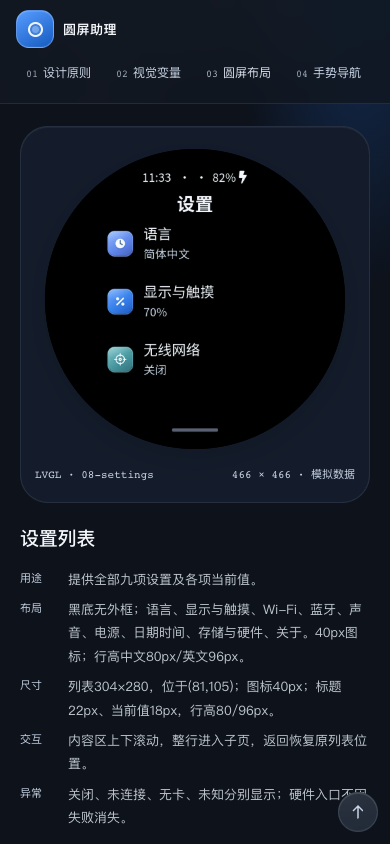 圆屏助理
01 设计原则 02 视觉变量 03 圆屏布局 04 手势导航
11:33 • • 82%
设置
语言
简体中文
显示与触摸
70%
无线网络
关闭
LVGL · 08-settings 466 × 466 · 模拟数据
设置列表
用途 提供全部九项设置及各项当前值。
布局 黑底无外框；语言、显示与触摸、Wi-Fi、蓝牙、声
音、电源、日期时间、存储与硬件、关于。40px图
标；行高中文80px/英文96px。
尺寸 列表304×280，位于(81,105)；图标40px；标题
22px、当前值18px，行高80/96px。
交互 内容区上下滚动，整行进入子页，返回恢复原列表位
置。
异常 关闭、未连接、无卡、未知分别显示；硬件入口不
失败消失。